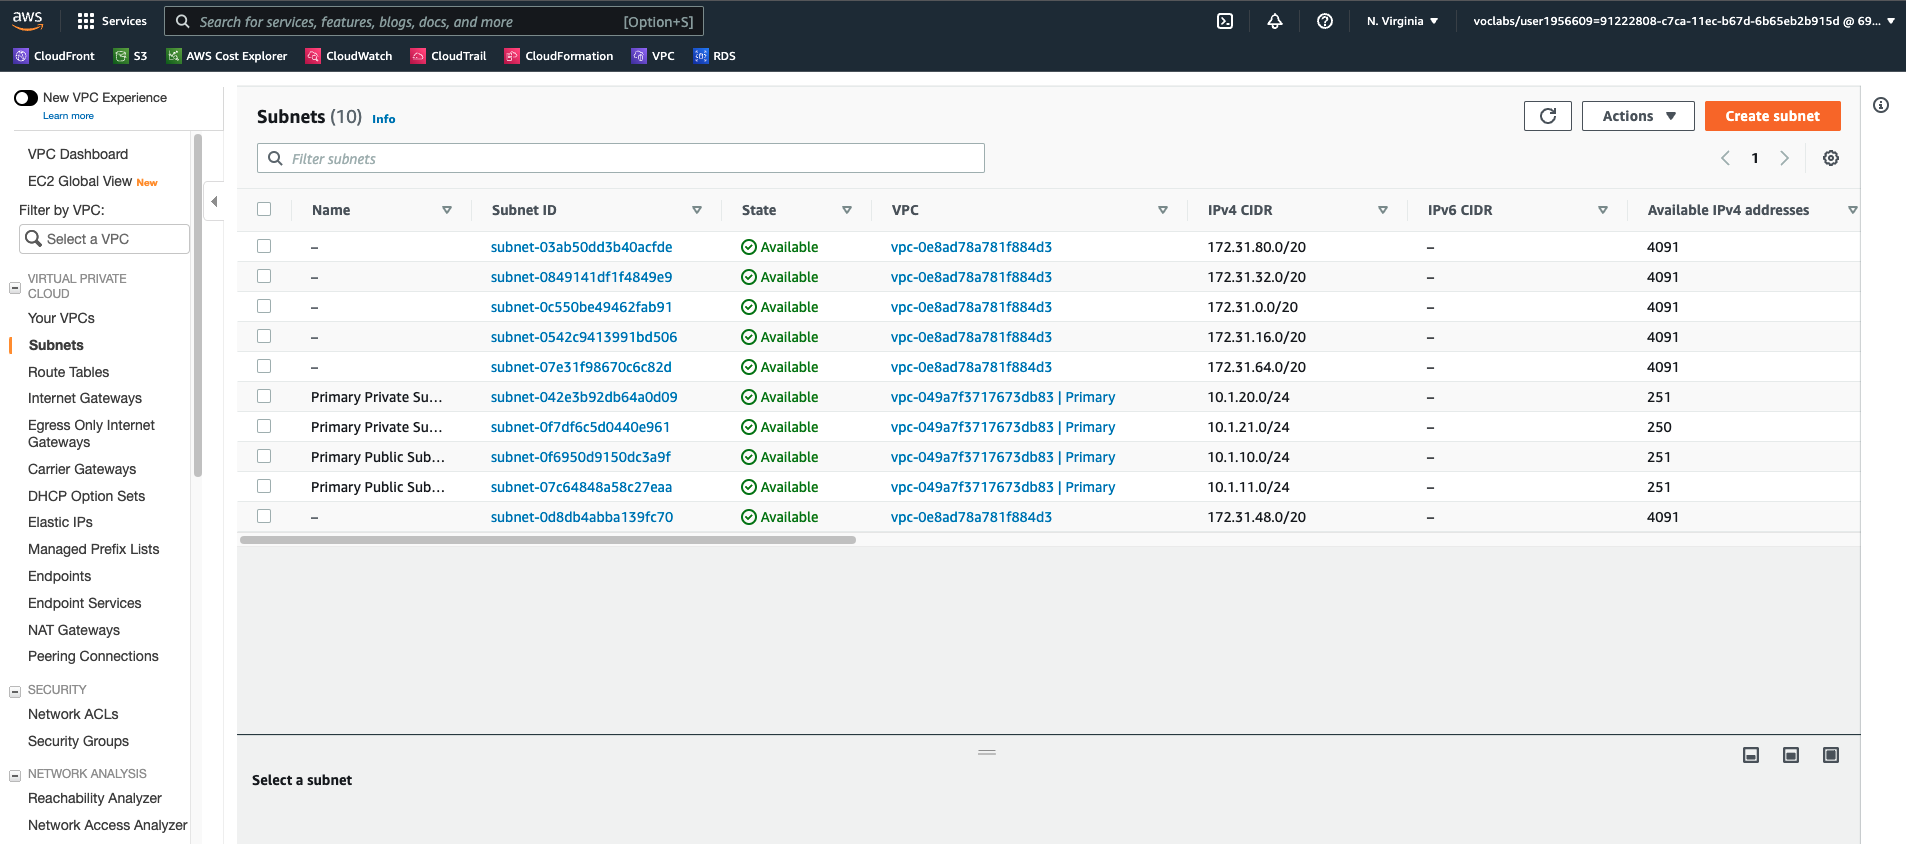 aws
Services
Search for services, features, blogs, docs, and more
[Option+S]
N. Virginia
voclabs/user1956609=91222808-c7ca-11ec-b67d-6b65eb2b915d @ 69...
CloudFront
S3
AWS Cost Explorer
CloudWatch
CloudTrail
CloudFormation
VPC
RDS
New VPC Experience
Learn more
VPC Dashboard
EC2 Global View New
Filter by VPC:
Select a VPC
VIRTUAL PRIVATE
CLOUD
Your VPCs
Subnets
Route Tables
Internet Gateways
Egress Only Internet
Gateways
Carrier Gateways
DHCP Option Sets
Elastic IPs
Managed Prefix Lists
Endpoints
Endpoint Services
NAT Gateways
Peering Connections
SECURITY
Network ACLs
Security Groups
NETWORK ANALYSIS
Reachability Analyzer
Network Access Analyzer
Subnets (10) Info
Actions
Create subnet
Filter subnets
1
Name Subnet ID State VPC IPv4 CIDR IPv6 CIDR Available IPv4 addresses
– subnet-03ab50dd3b40acfde Available vpc-0e8ad78a781f884d3 172.31.80.0/20 – 4091
– subnet-0849141df1f4849e9 Available vpc-0e8ad78a781f884d3 172.31.32.0/20 – 4091
– subnet-0c550be49462fab91 Available vpc-0e8ad78a781f884d3 172.31.0.0/20 – 4091
– subnet-0542c9413991bd506 Available vpc-0e8ad78a781f884d3 172.31.16.0/20 – 4091
– subnet-07e31f98670c6c82d Available vpc-0e8ad78a781f884d3 172.31.64.0/20 – 4091
Primary Private Su... subnet-042e3b92db64a0d09 Available vpc-049a7f3717673db83 | Primary 10.1.20.0/24 – 251
Primary Private Su... subnet-0f7df6c5d0440e961 Available vpc-049a7f3717673db83 | Primary 10.1.21.0/24 – 250
Primary Public Sub... subnet-0f6950d9150dc3a9f Available vpc-049a7f3717673db83 | Primary 10.1.10.0/24 – 251
Primary Public Sub... subnet-07c64848a58c27eaa Available vpc-049a7f3717673db83 | Primary 10.1.11.0/24 – 251
– subnet-0d8db4abba139fc70 Available vpc-0e8ad78a781f884d3 172.31.48.0/20 – 4091
Select a subnet